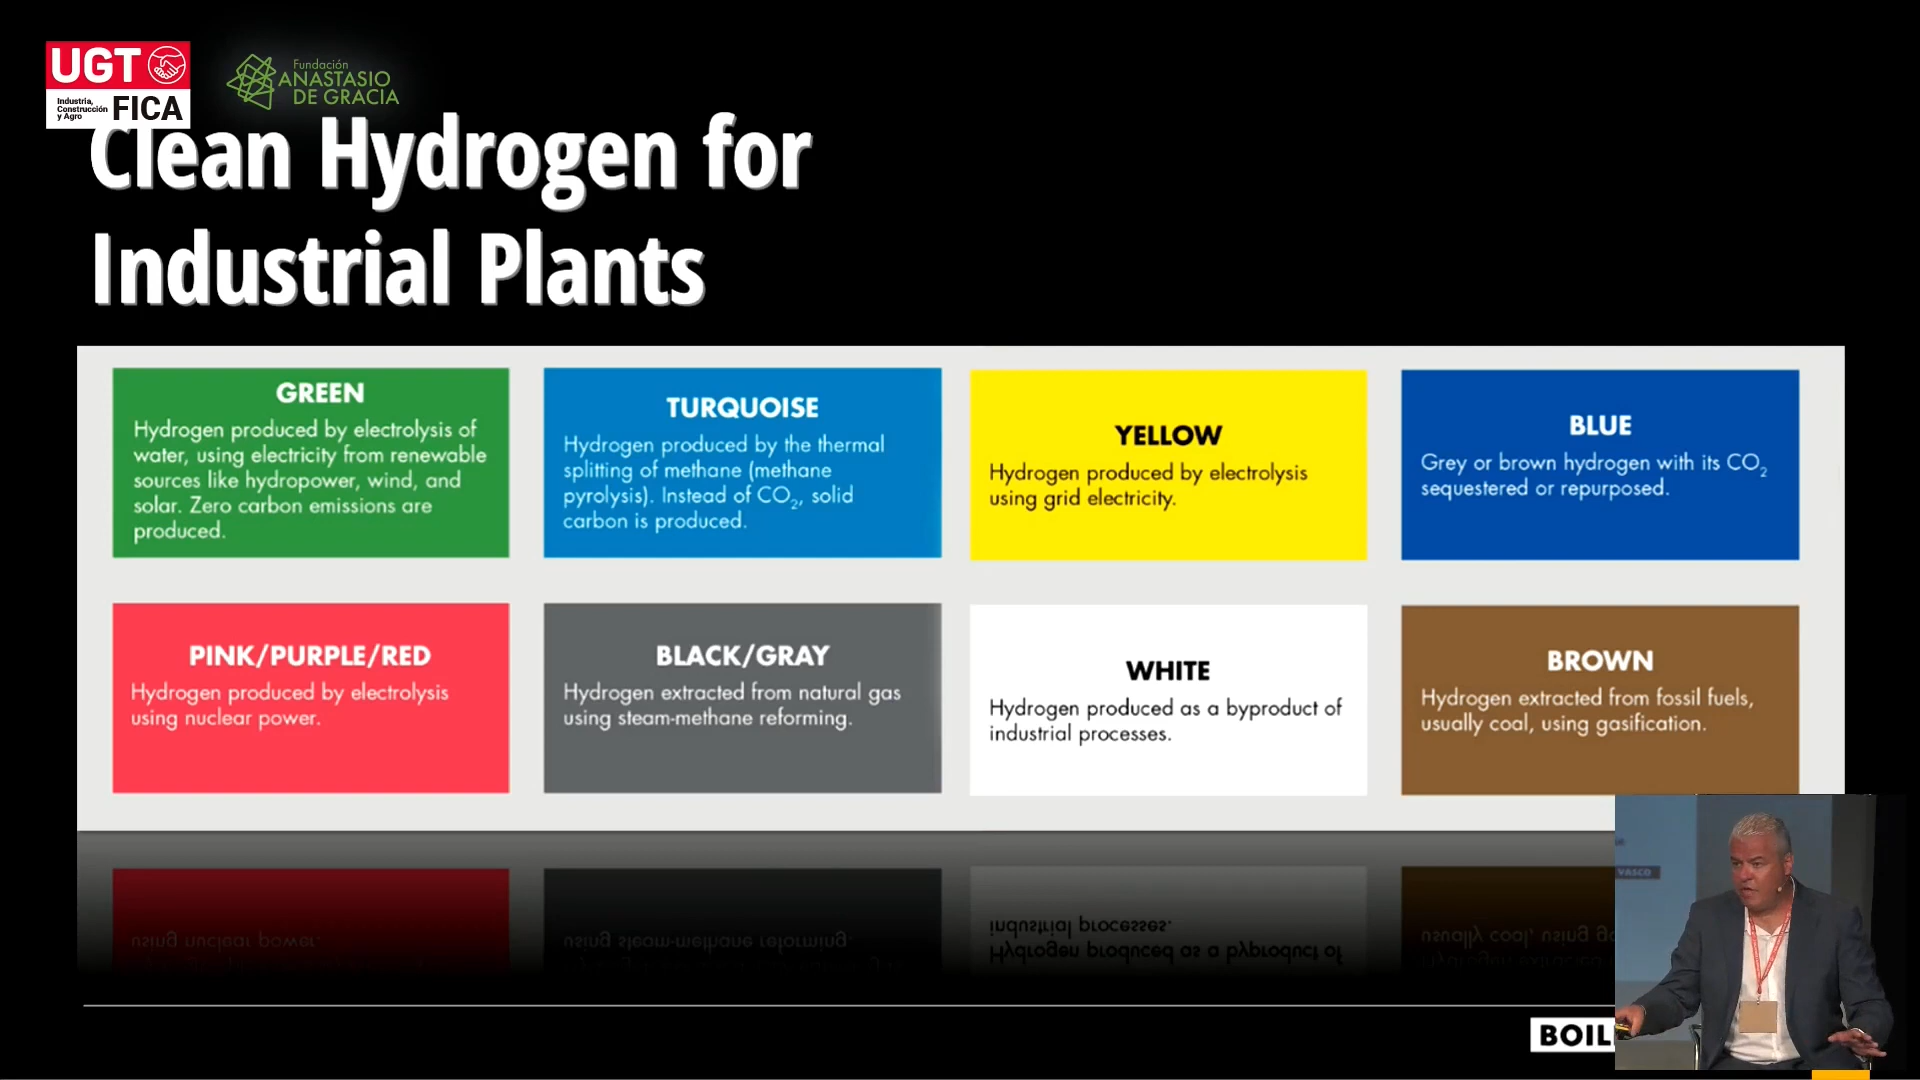 UGT
Industria,
Construcción
y Agro
FICA
Fundación
ANASTASIO
DE GRACIA
Clean Hydrogen for
Industrial Plants
GREEN
Hydrogen produced by electrolysis of
water, using electricity from renewable
sources like hydropower, wind, and
solar. Zero carbon emissions are
produced.
TURQUOISE
Hydrogen produced by the thermal
splitting of methane (methane
pyrolysis). Instead of CO₂, solid
carbon is produced.
YELLOW
Hydrogen produced by electrolysis
using grid electricity.
BLUE
Grey or brown hydrogen with its CO₂
sequestered or repurposed.
PINK/PURPLE/RED
Hydrogen produced by electrolysis
using nuclear power.
BLACK/GRAY
Hydrogen extracted from natural gas
using steam-methane reforming.
WHITE
Hydrogen produced as a byproduct of
industrial processes.
BROWN
Hydrogen extracted from fossil fuels,
usually coal, using gasification.
VASCO